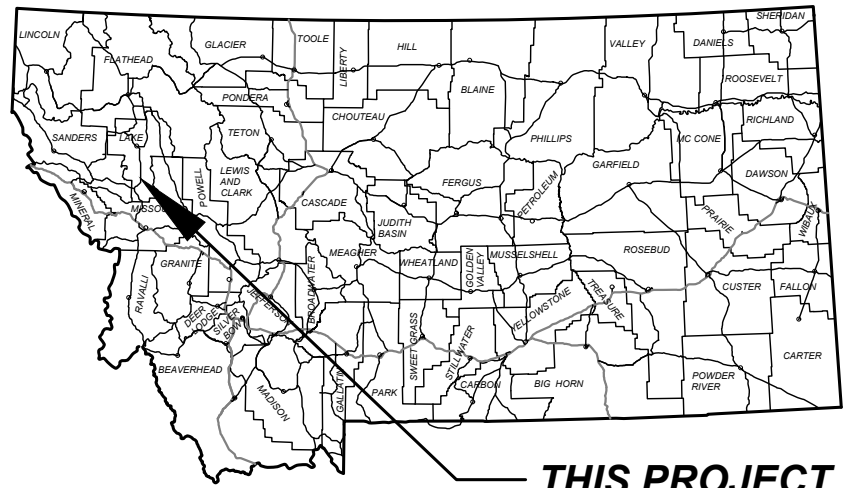 SHERIDAN
LINCOLN
GLACIER
TOOLE
LIBERTY
HILL
VALLEY
DANIELS
FLATHEAD
BLAINE
ROOSEVELT
PONDERA
CHOUTEAU
RICHLAND
SANDERS
LAKE
TETON
PHILLIPS
MC CONE
GARFIELD
POWELL
LEWIS
AND
CLARK
FERGUS
PETROLEUM
DAWSON
MINERAL
CASCADE
JUDITH
BASIN
PRAIRIE
WIBAUX
MEAGHER
WHEATLAND
GOLDEN
VALLEY
MUSSELSHELL
ROSEBUD
GRANITE
RAVALLI
BROADWATER
JEFFERSON
TREASURE
CUSTER
FALLON
DEER
ODGE
SILVER
BOW
YELLOWSTONE
SWEET GRASS
STILLWATER
CARTER
BEAVERHEAD
MADISON
GALLATIN
PARK
CARBON
BIG HORN
POWDER
RIVER
THIS PROJECT